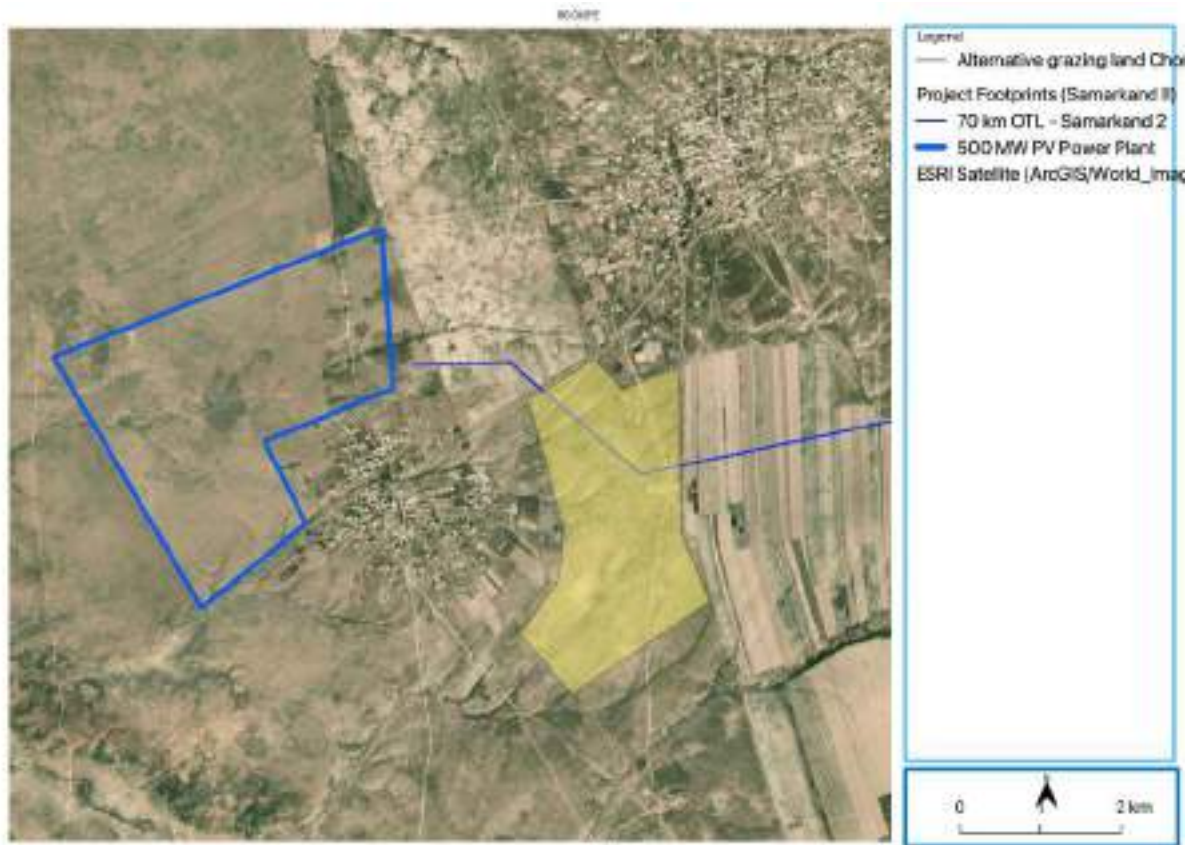 Legend
Alternative grazing land
Project Footprints (Samarkand II)
70 km OTL - Samarkand 2
500 MW PV Power Plant
ESRI Satellite (ArcGIS/World_Imag
0 1 2 km